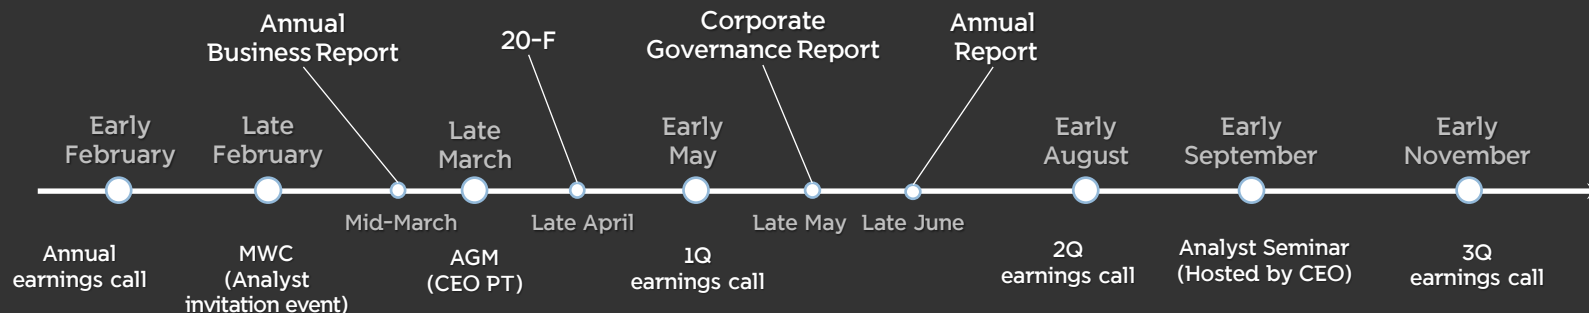 Annual
Business Report
20-F
Corporate
Governance Report
Annual
Report
Early
February
Late
February
Late
March
Early
May
Early
August
Early
September
Early
November
Mid-March
Late April
Late May
Late June
Annual
earnings call
MWC
(Analyst
invitation event)
AGM
(CEO PT)
1Q
earnings call
2Q
earnings call
Analyst Seminar
(Hosted by CEO)
3Q
earnings call